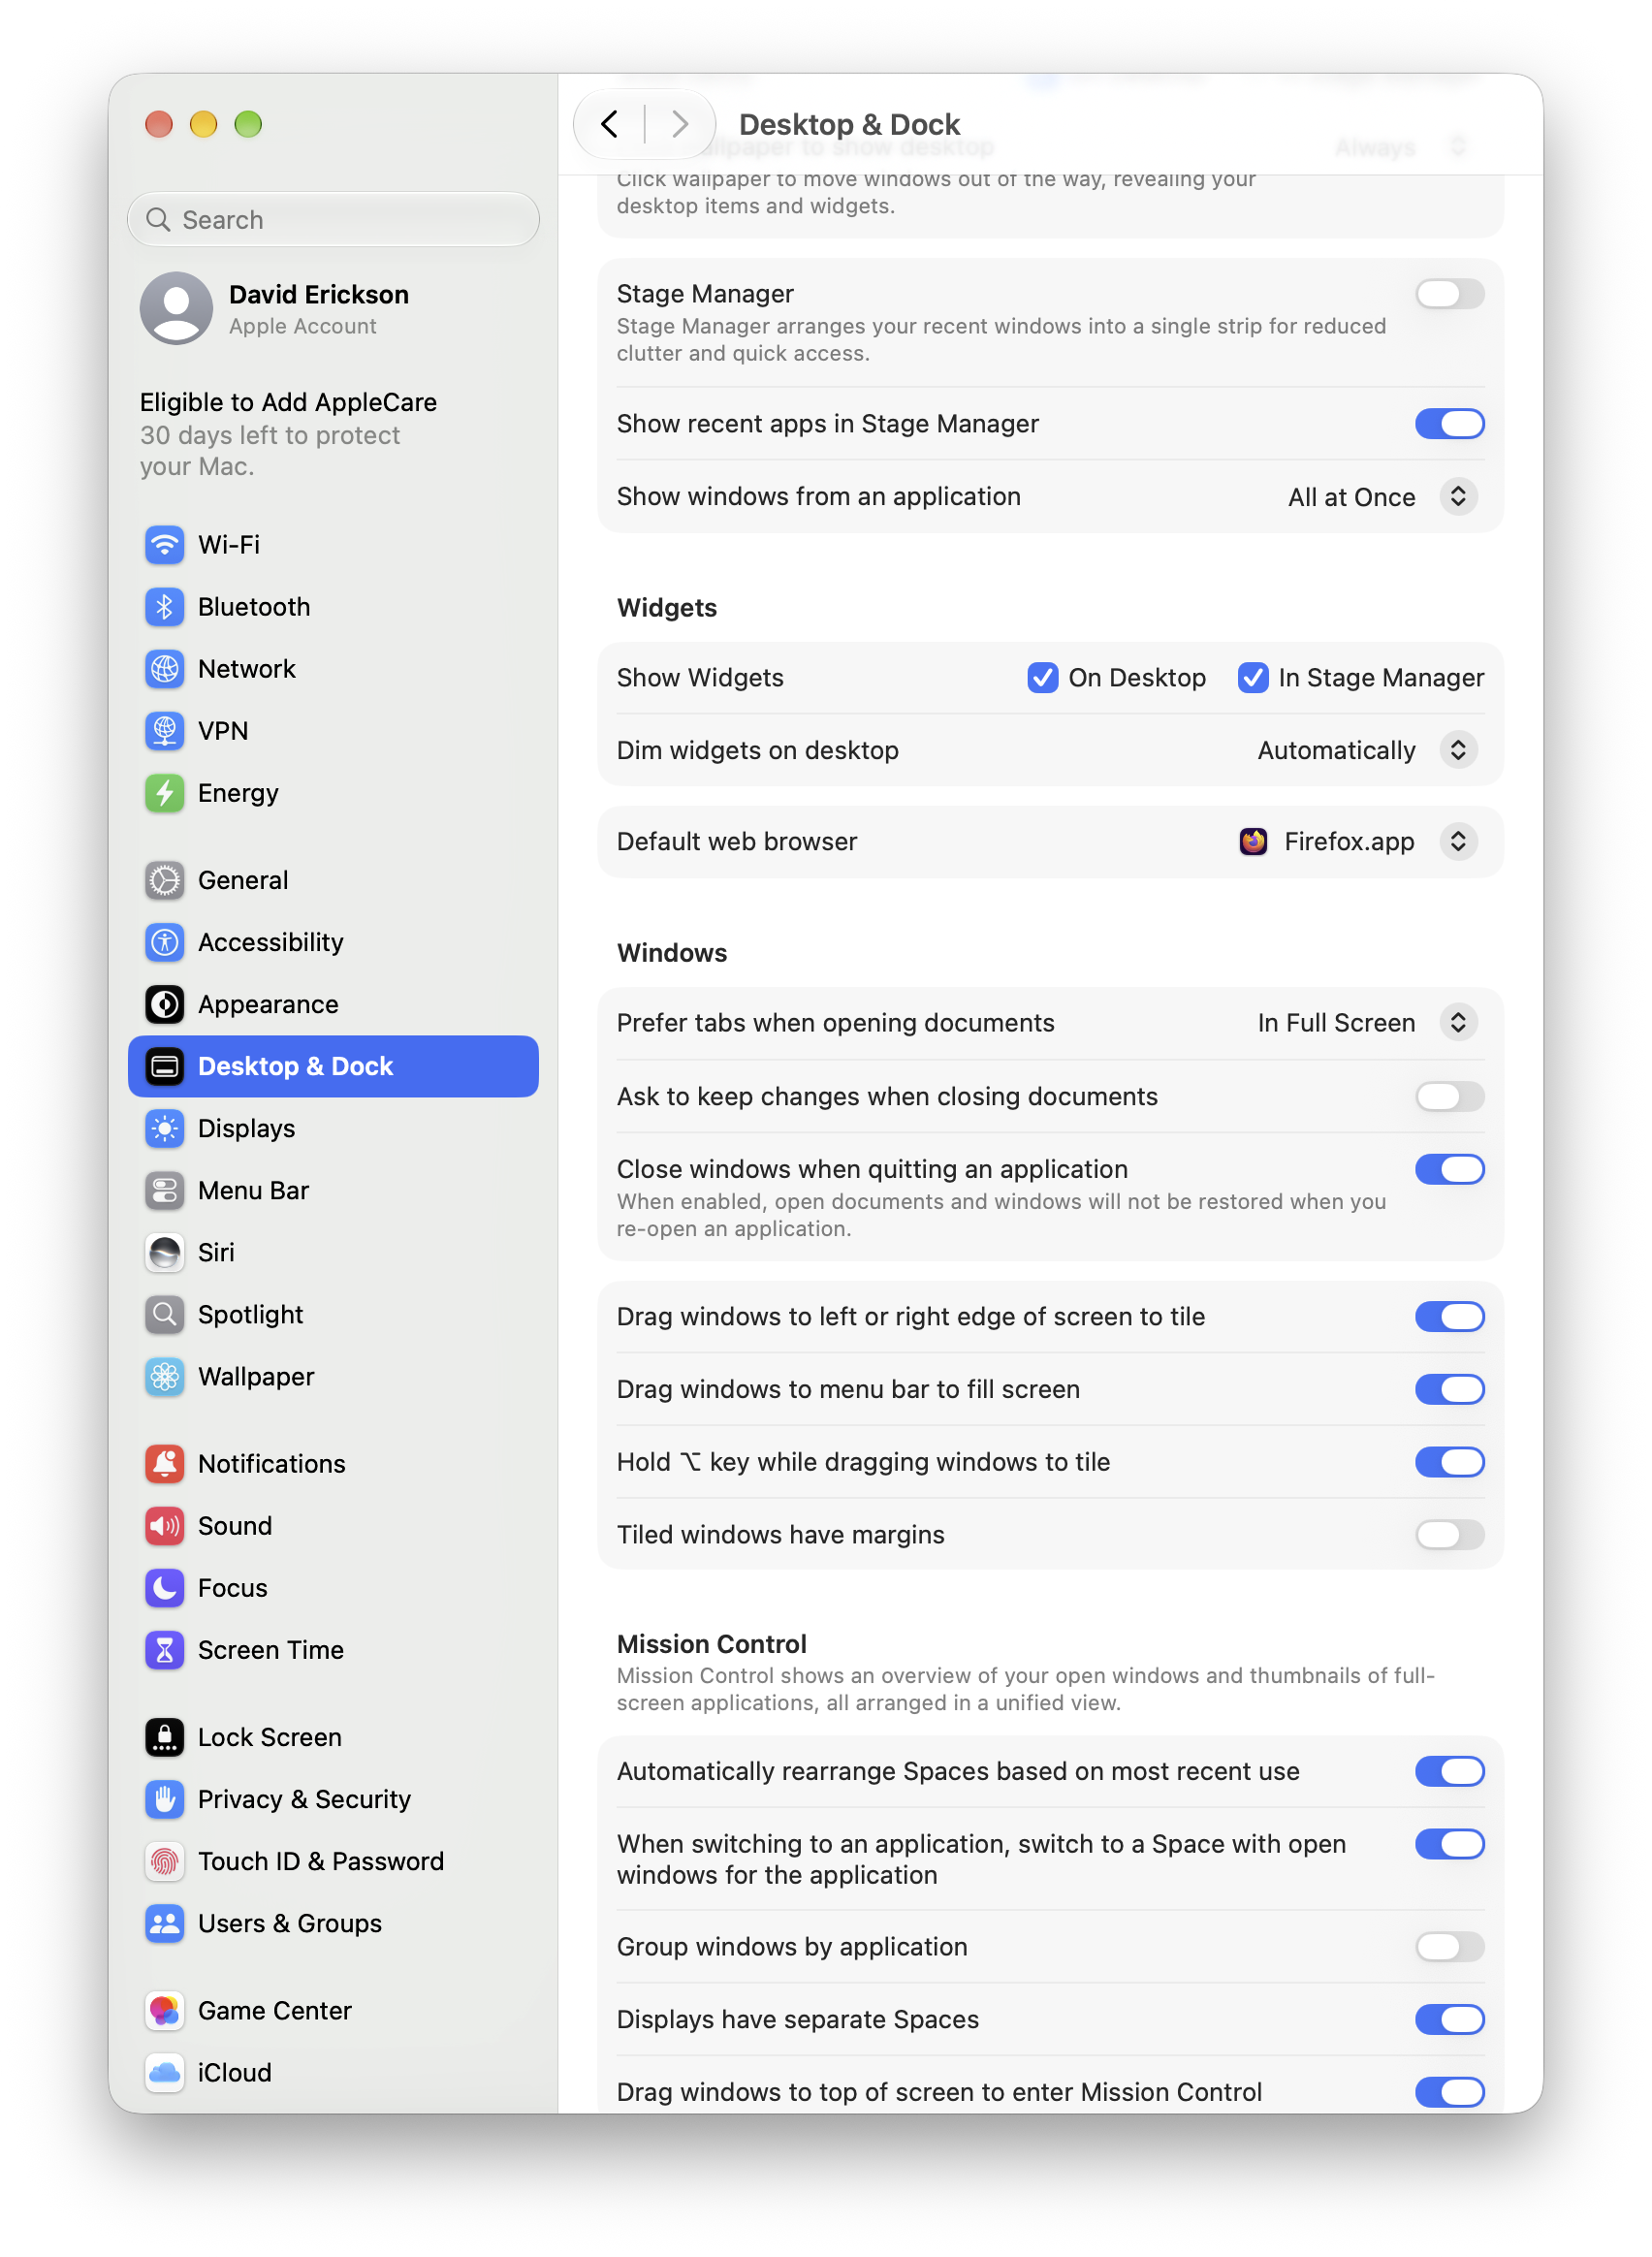 Search
David Erickson
Apple Account
Eligible to Add AppleCare
30 days left to protect
your Mac.
Wi-Fi
Bluetooth
Network
VPN
Energy
General
Accessibility
Appearance
Desktop & Dock
Displays
Menu Bar
Siri
Spotlight
Wallpaper
Notifications
Sound
Focus
Screen Time
Lock Screen
Privacy & Security
Touch ID & Password
Users & Groups
Game Center
iCloud
Desktop & Dock
wallpaper to show desktop Always
Click wallpaper to move windows out of the way, revealing your
desktop items and widgets.
Stage Manager
Stage Manager arranges your recent windows into a single strip for reduced
clutter and quick access.
Show recent apps in Stage Manager
Show windows from an application All at Once
Widgets
Show Widgets On Desktop In Stage Manager
Dim widgets on desktop Automatically
Default web browser Firefox.app
Windows
Prefer tabs when opening documents In Full Screen
Ask to keep changes when closing documents
Close windows when quitting an application
When enabled, open documents and windows will not be restored when you
re-open an application.
Drag windows to left or right edge of screen to tile
Drag windows to menu bar to fill screen
Hold ⌥ key while dragging windows to tile
Tiled windows have margins
Mission Control
Mission Control shows an overview of your open windows and thumbnails of full-
screen applications, all arranged in a unified view.
Automatically rearrange Spaces based on most recent use
When switching to an application, switch to a Space with open
windows for the application
Group windows by application
Displays have separate Spaces
Drag windows to top of screen to enter Mission Control